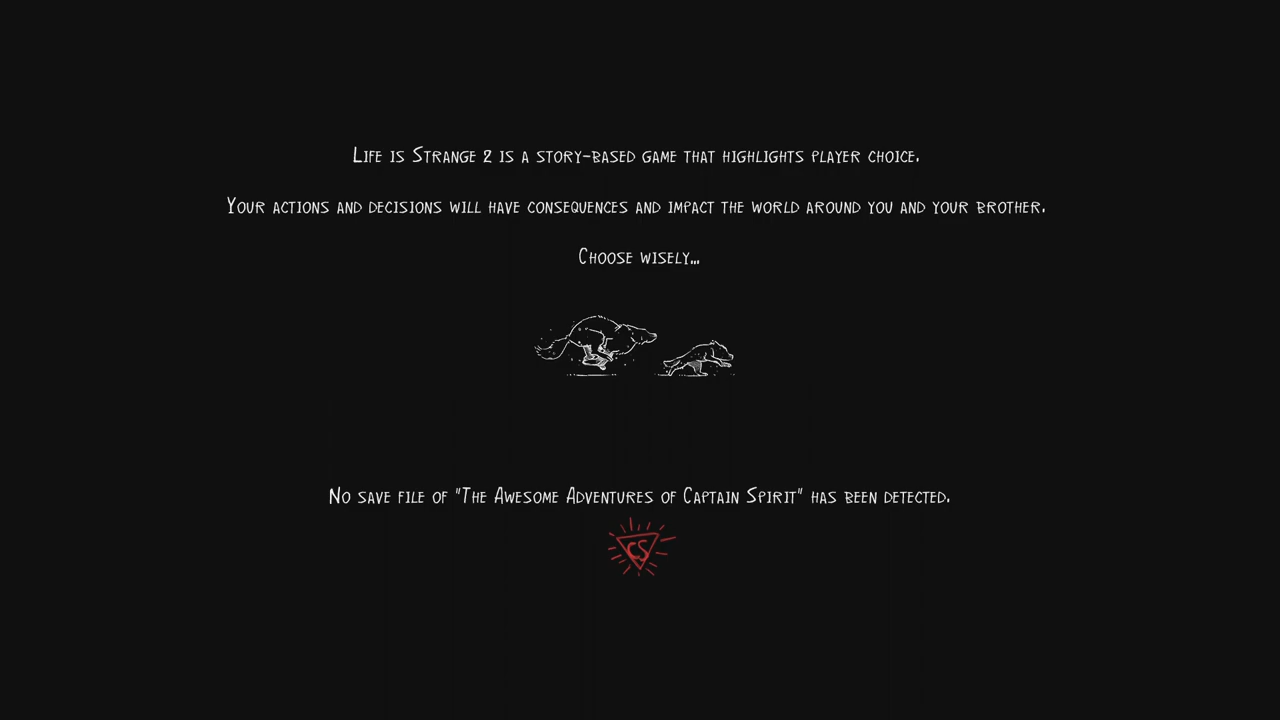 Life is Strange 2 is a story-based game that highlights player choice.
Your actions and decisions will have consequences and impact the world around you and your brother.
Choose wisely...
No save file of "The Awesome Adventures of Captain Spirit" has been detected.
CS